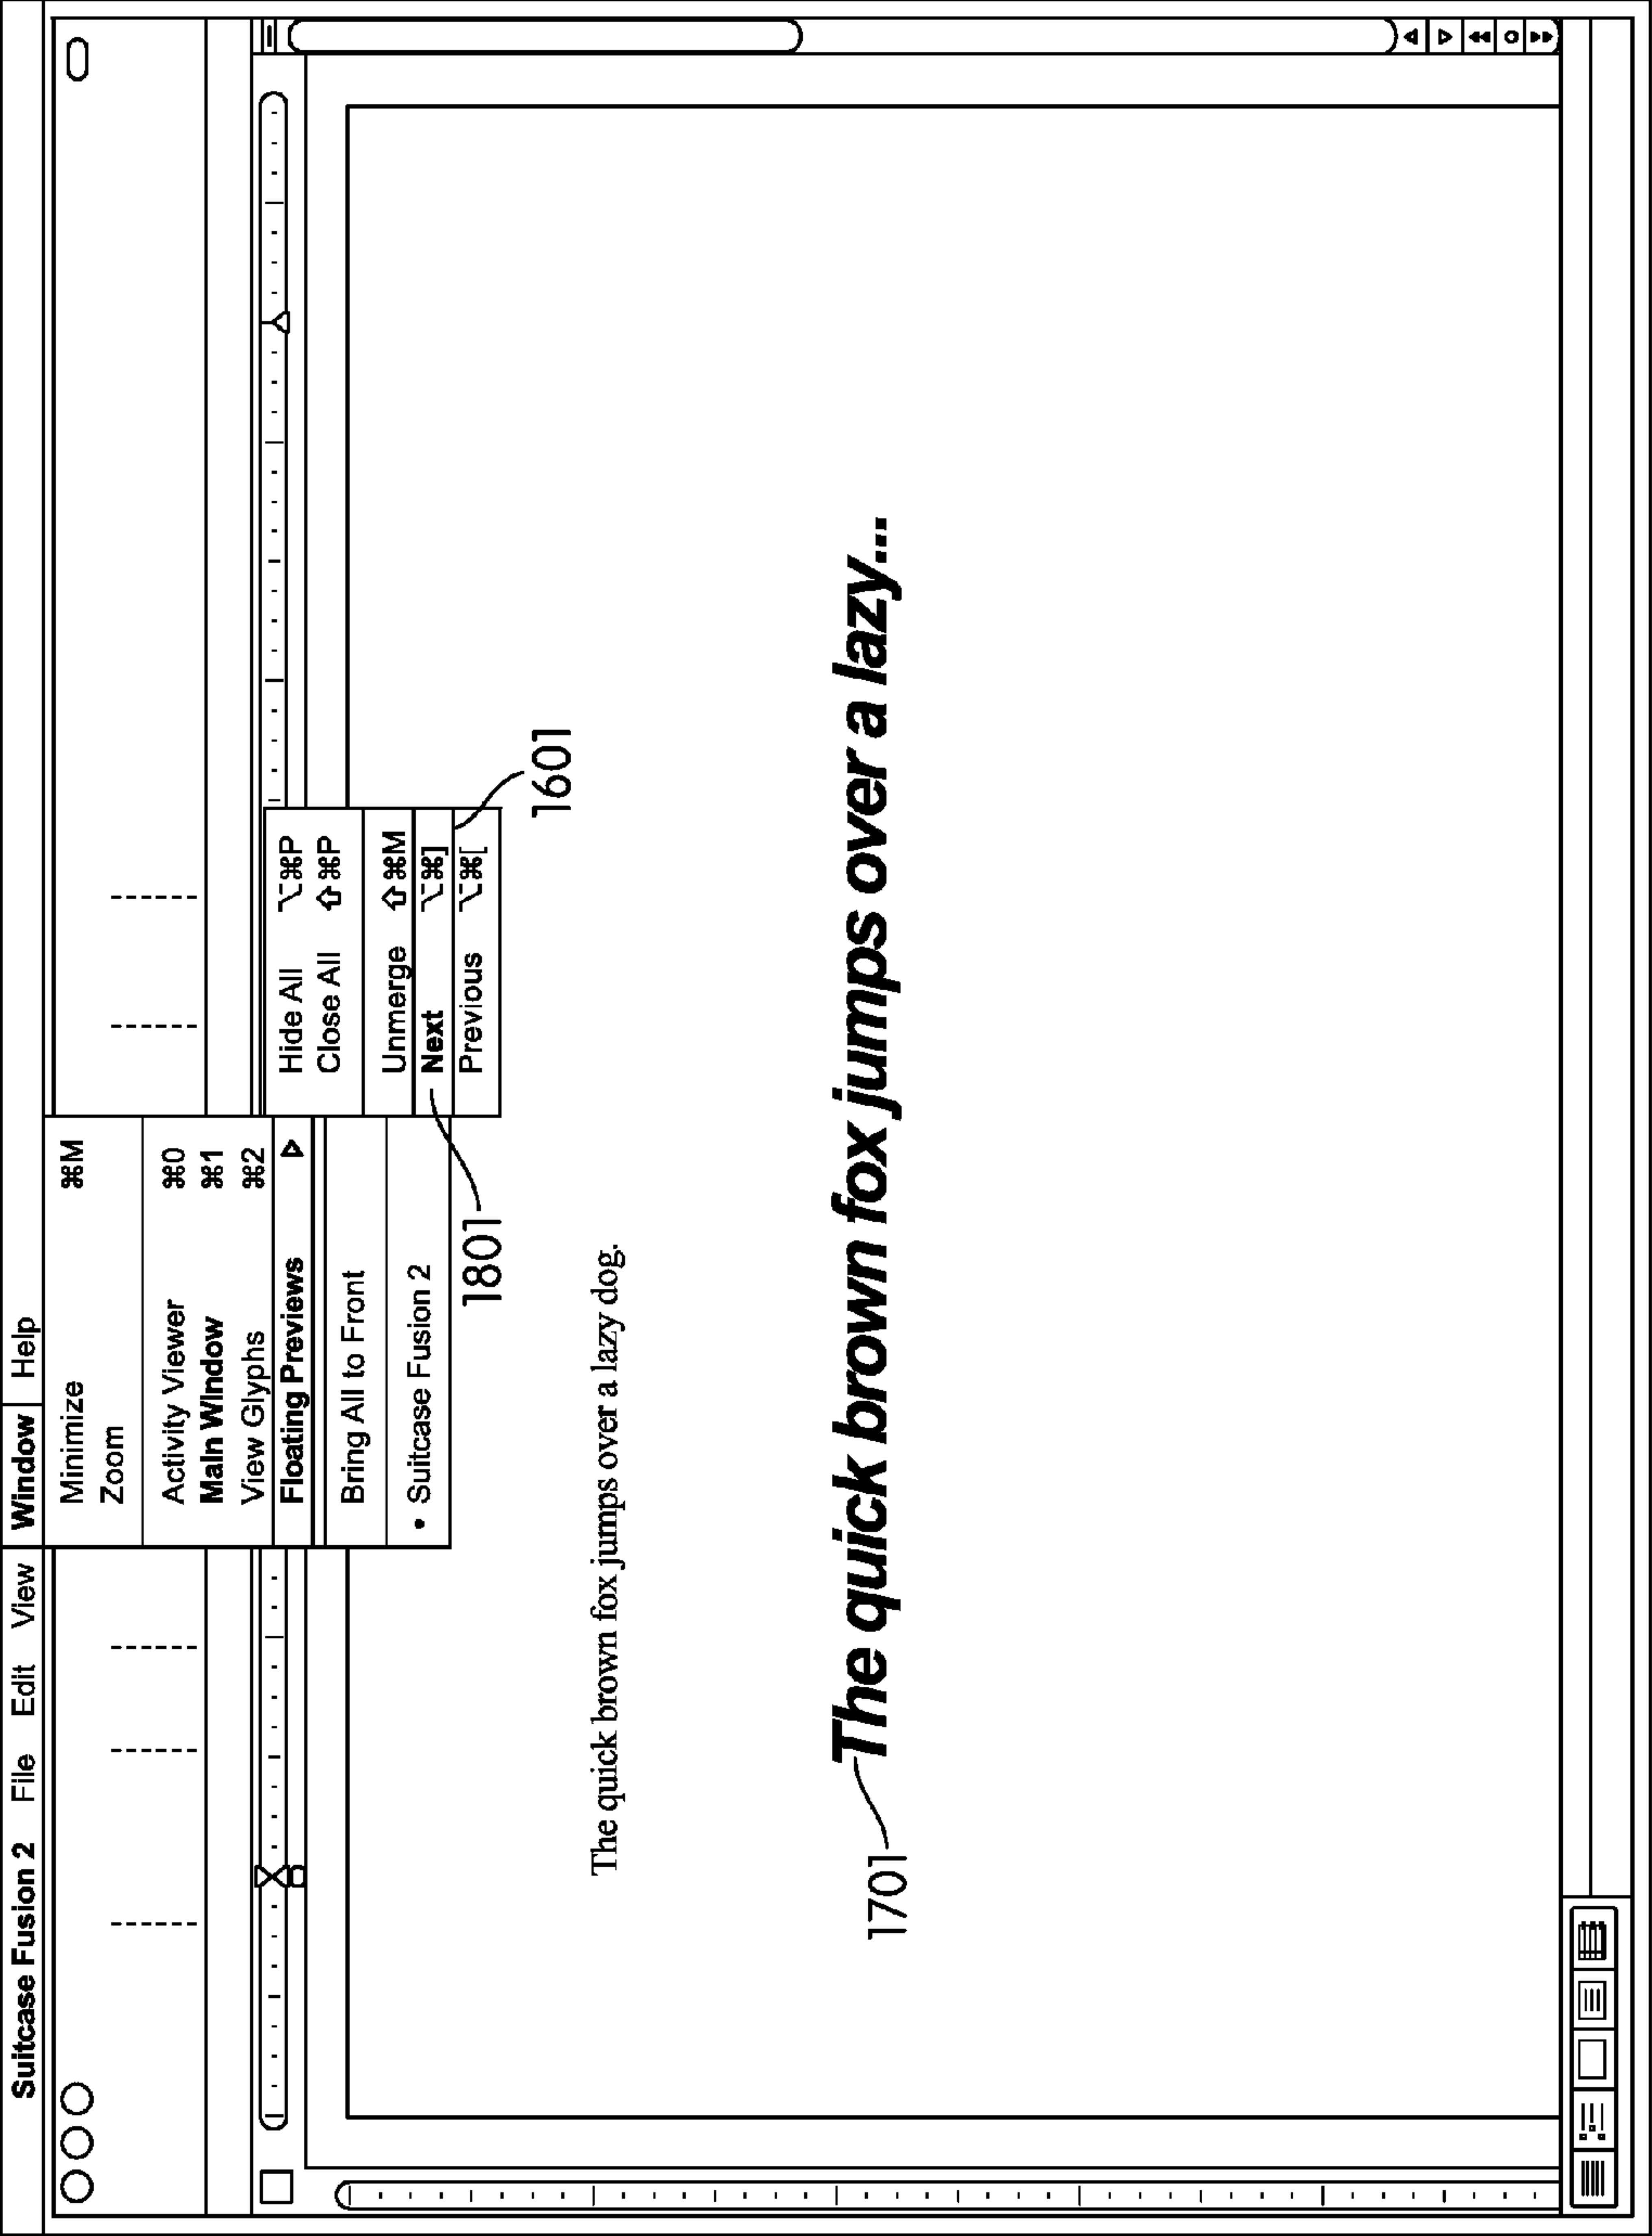 Suitcase Fusion 2 File Edit View Window Help
Minimize ⌘M
Zoom
Activity Viewer ⌘0
Main Window ⌘1
View Glyphs ⌘2
Floating Previews ▷
Bring All to Front
• Suitcase Fusion 2
Hide All ⌥⌘P
Close All ⇧⌘P
Unmerge ⇧⌘M
Next ⌥⌘]
Previous ⌥⌘[
1801
1601
The quick brown fox jumps over a lazy dog.
1701
The quick brown fox jumps over a lazy...